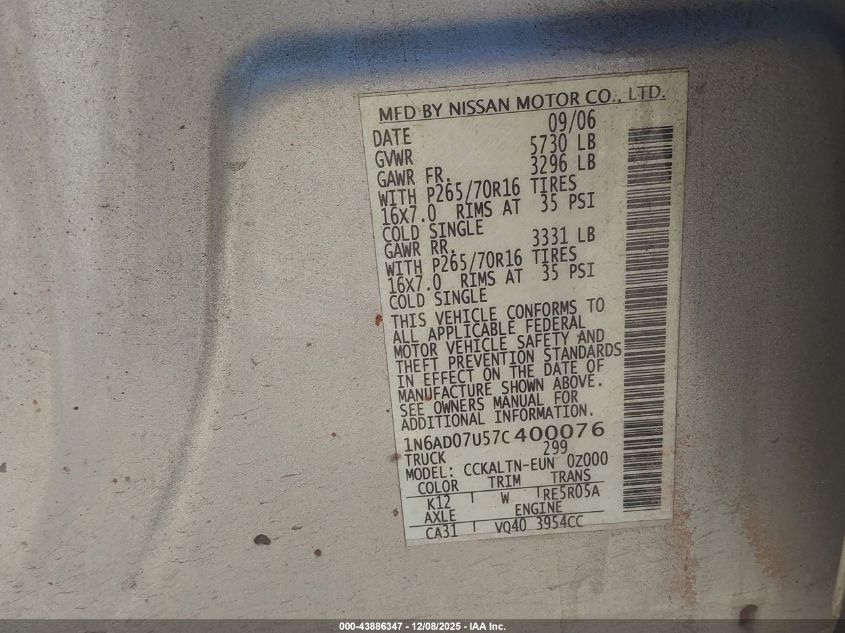 MFD BY NISSAN MOTOR CO., LTD.
DATE 09/06
GVWR 5730 LB
GAWR FR. 3296 LB
WITH P265/70R16 TIRES
16X7.0 RIMS AT 35 PSI
COLD SINGLE
GAWR RR. 3331 LB
WITH P265/70R16 TIRES
16X7.0 RIMS AT 35 PSI
COLD SINGLE
THIS VEHICLE CONFORMS TO
ALL APPLICABLE FEDERAL
MOTOR VEHICLE SAFETY AND
THEFT PREVENTION STANDARDS
IN EFFECT ON THE DATE OF
MANUFACTURE SHOWN ABOVE.
SEE OWNERS MANUAL FOR
ADDITIONAL INFORMATION.
1N6AD07U57C400076
TRUCK 299
MODEL: CCKALTN-EUN 0Z000
COLOR TRIM TRANS
K12 W RE5R05A
AXLE ENGINE
CA31 VQ40 3954CC
000-43886347 - 12/08/2025 - IAA Inc.